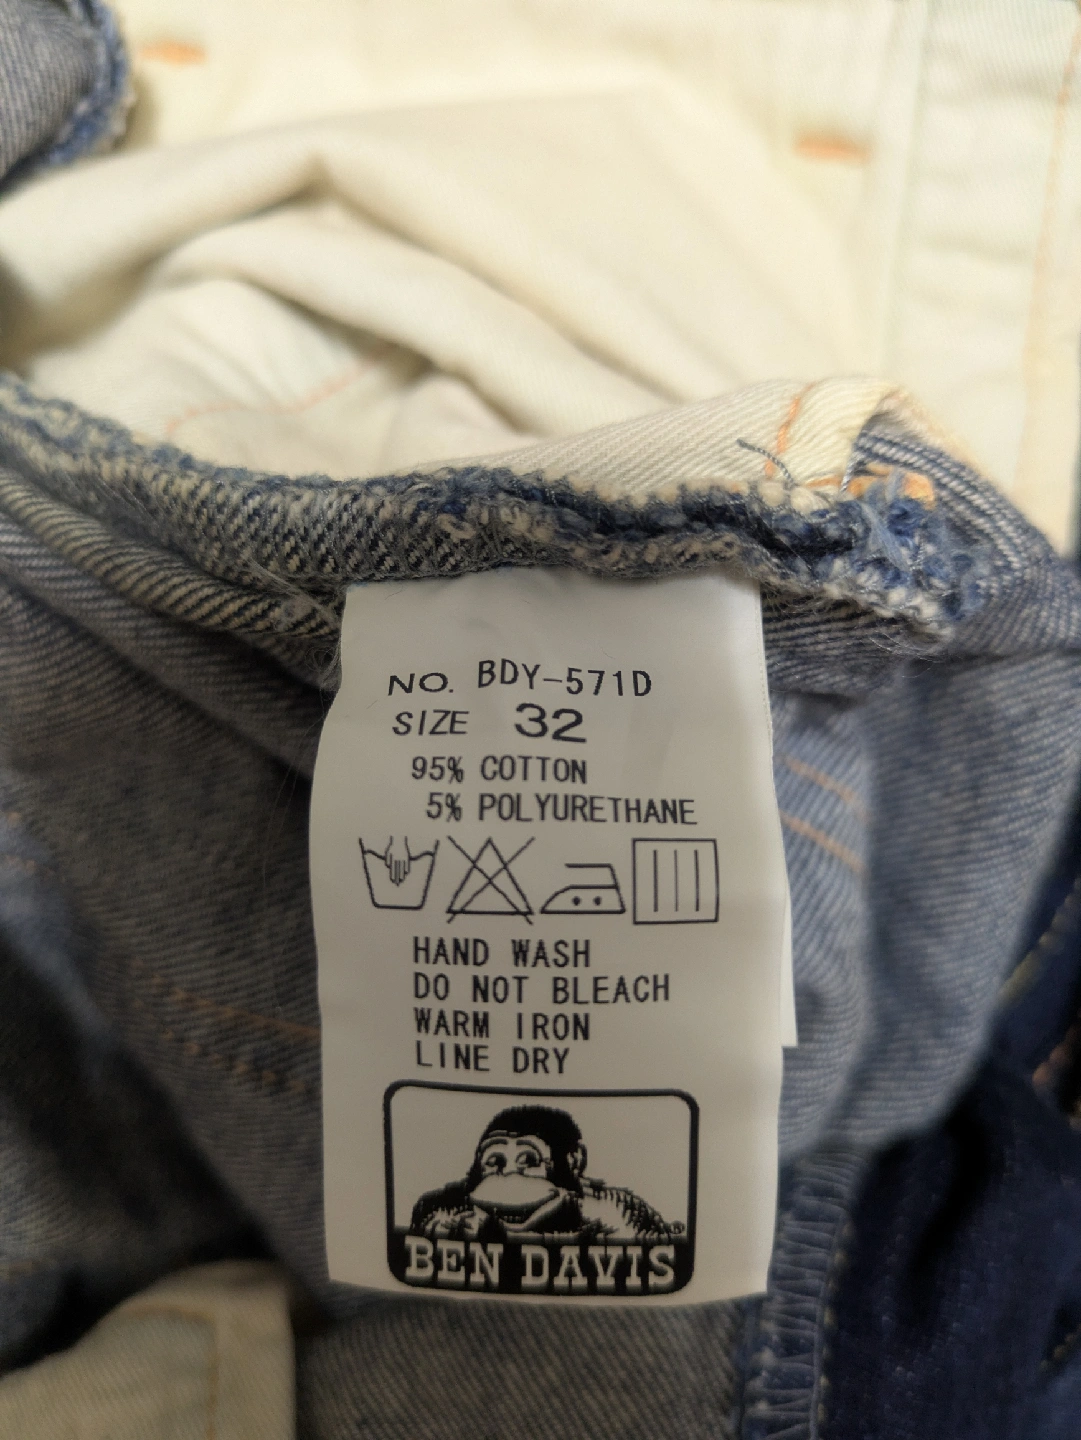 NO. BDY-571D
SIZE 32
95% COTTON
5% POLYURETHANE
HAND WASH
DO NOT BLEACH
WARM IRON
LINE DRY
BEN DAVIS
®